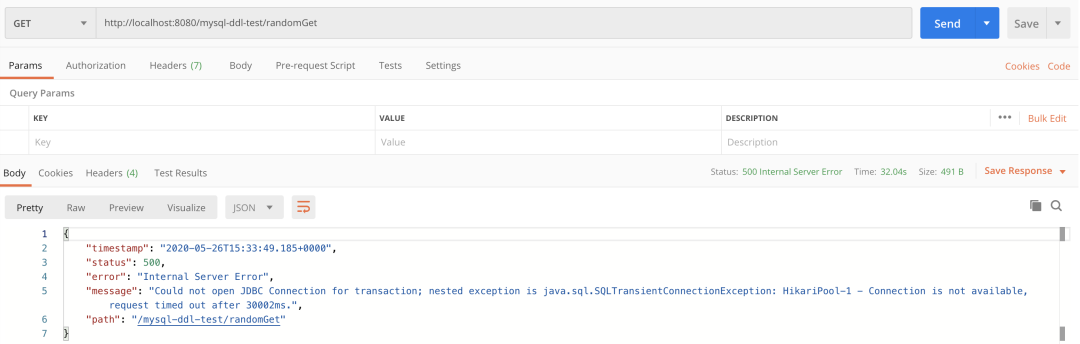 GET http://localhost:8080/mysql-ddl-test/randomGet Send Save
Params Authorization Headers (7) Body Pre-request Script Tests Settings Cookies Code
Query Params
KEY VALUE DESCRIPTION ••• Bulk Edit
Key Value Description
Body Cookies Headers (4) Test Results Status: 500 Internal Server Error Time: 32.04s Size: 491 B Save Response
Pretty Raw Preview Visualize JSON
1 {
2 "timestamp": "2020-05-26T15:33:49.185+0000",
3 "status": 500,
4 "error": "Internal Server Error",
5 "message": "Could not open JDBC Connection for transaction; nested exception is java.sql.SQLTransientConnectionException: HikariPool-1 - Connection is not available,
request timed out after 30002ms.",
6 "path": "/mysql-ddl-test/randomGet"
7 }